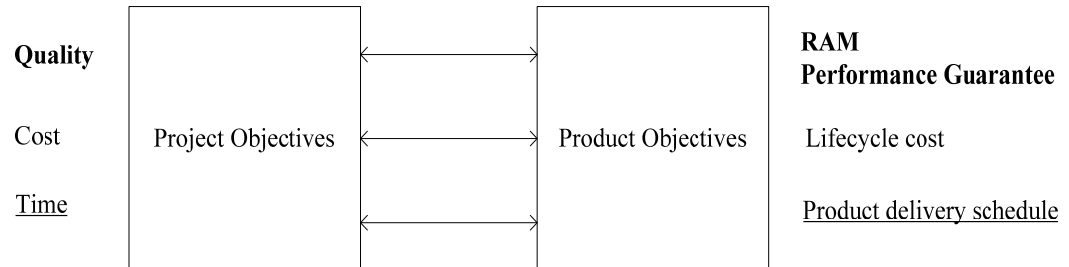 Quality
RAM
Performance Guarantee
Cost
Project Objectives
Product Objectives
Lifecycle cost
Time
Product delivery schedule